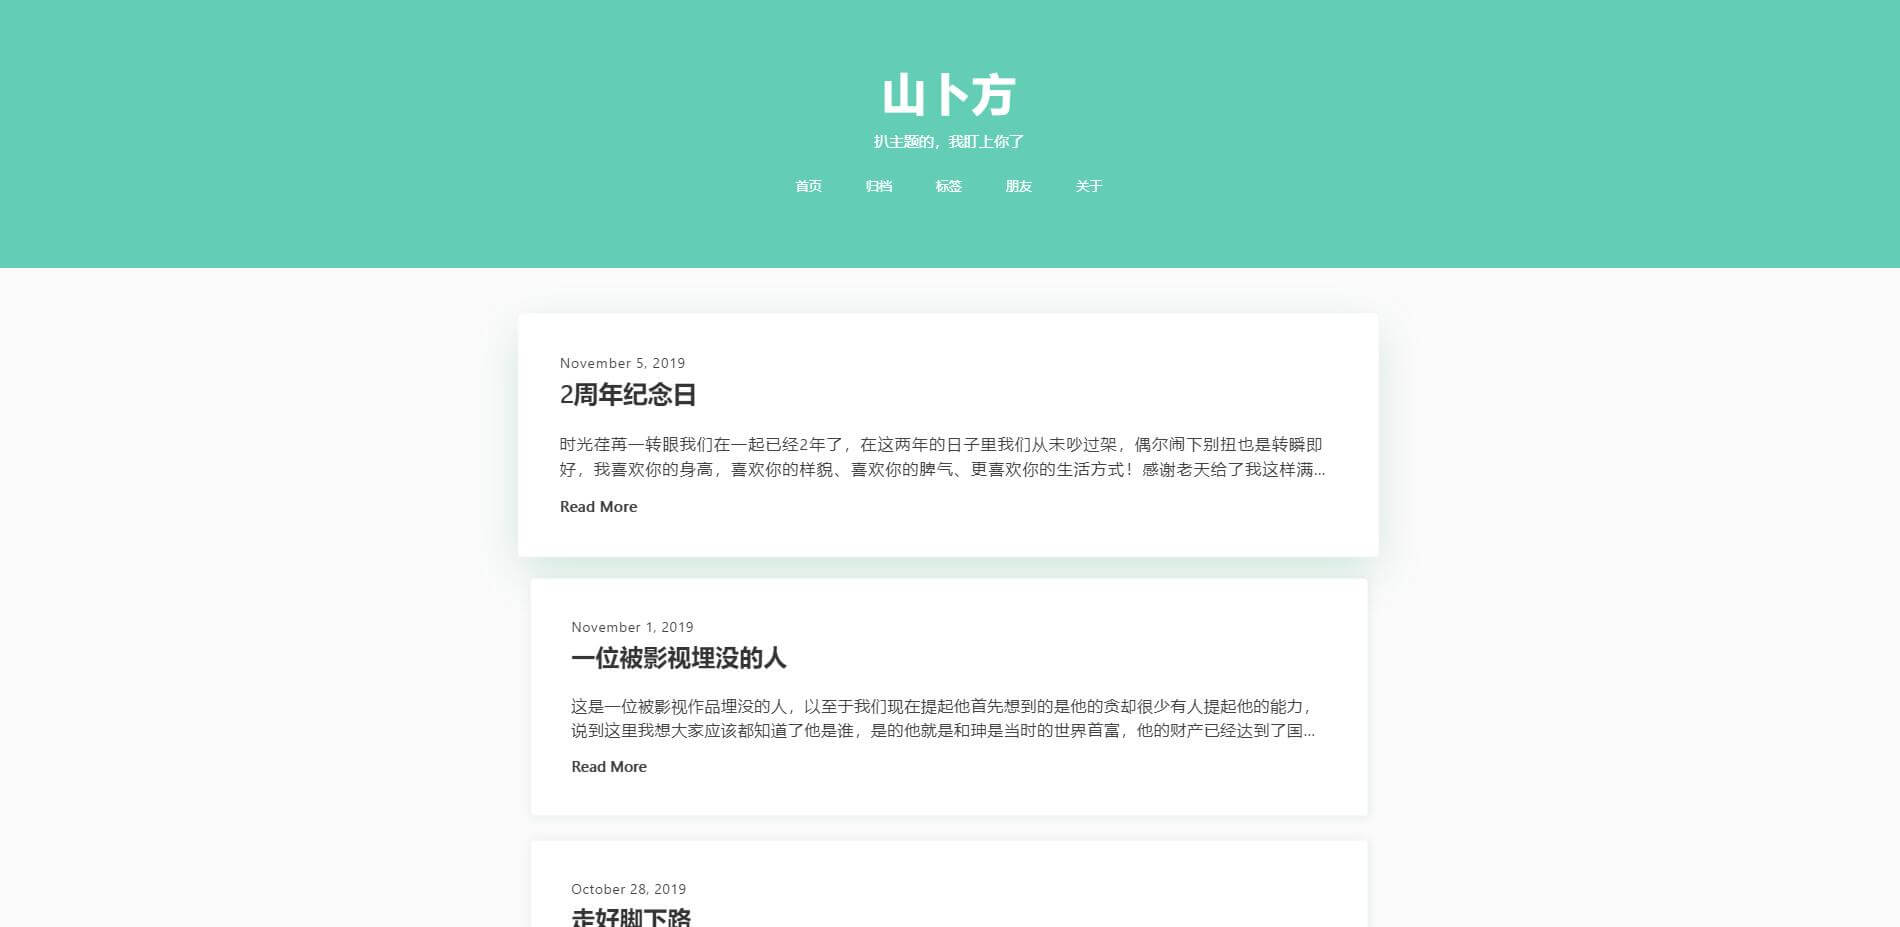 山卜方
扒主题的，我盯上你了
首页 归档 标签 朋友 关于
November 5, 2019
2周年纪念日
时光荏苒一转眼我们在一起已经2年了，在这两年的日子里我们从未吵过架，偶尔闹下别扭也是转瞬即
好，我喜欢你的身高，喜欢你的样貌、喜欢你的脾气、更喜欢你的生活方式！感谢老天给了我这样满...
Read More
November 1, 2019
一位被影视埋没的人
这是一位被影视作品埋没的人，以至于我们现在提起他首先想到的是他的贪却很少有人提起他的能力，
说到这里我想大家应该都知道了他是谁，是的他就是和珅是当时的世界首富，他的财产已经达到了国...
Read More
October 28, 2019
走好脚下路